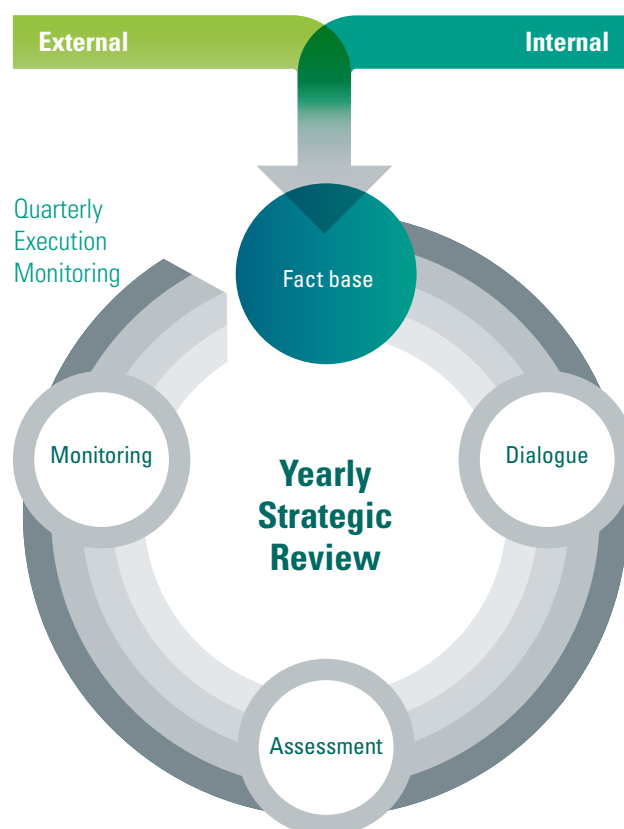 External
Internal
Quarterly
Execution
Monitoring
Fact base
Monitoring
Dialogue
Yearly
Strategic
Review
Assessment